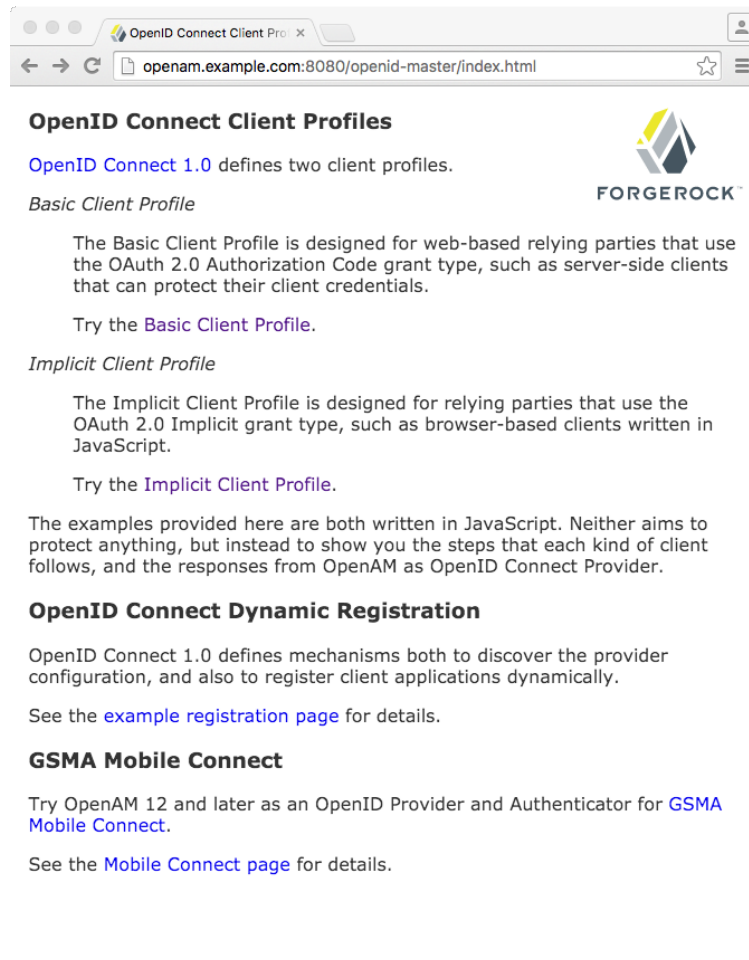 OpenID Connect Client Pro
openam.example.com:8080/openid-master/index.html
OpenID Connect Client Profiles
OpenID Connect 1.0 defines two client profiles.
FORGEROCK™
Basic Client Profile
The Basic Client Profile is designed for web-based relying parties that use
the OAuth 2.0 Authorization Code grant type, such as server-side clients
that can protect their client credentials.
Try the Basic Client Profile.
Implicit Client Profile
The Implicit Client Profile is designed for relying parties that use the
OAuth 2.0 Implicit grant type, such as browser-based clients written in
JavaScript.
Try the Implicit Client Profile.
The examples provided here are both written in JavaScript. Neither aims to
protect anything, but instead to show you the steps that each kind of client
follows, and the responses from OpenAM as OpenID Connect Provider.
OpenID Connect Dynamic Registration
OpenID Connect 1.0 defines mechanisms both to discover the provider
configuration, and also to register client applications dynamically.
See the example registration page for details.
GSMA Mobile Connect
Try OpenAM 12 and later as an OpenID Provider and Authenticator for GSMA
Mobile Connect.
See the Mobile Connect page for details.